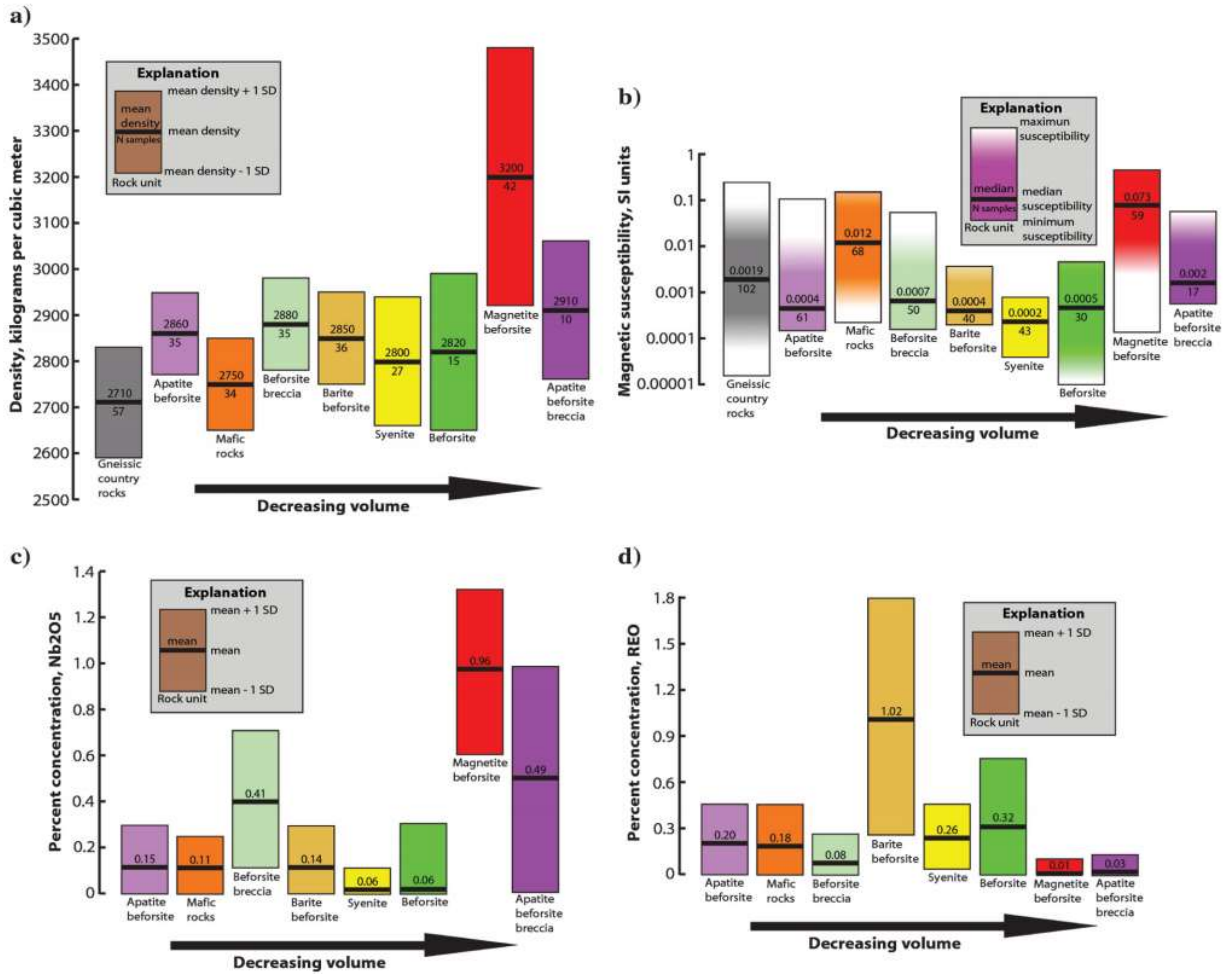 a)
3500
3400
3300
3200
3100
3000
2900
2800
2700
2600
2500
Density, kilograms per cubic meter
Explanation
mean density + 1 SD
mean
density
mean density
N samples
mean density - 1 SD
Rock unit
2710
57
Gneissic
country
rocks
2860
35
Apatite
beforsite
2750
34
Mafic
rocks
2880
35
Beforsite
breccia
2850
36
Barite
beforsite
2800
27
Syenite
2820
15
Beforsite
3200
42
Magnetite
beforsite
2910
10
Apatite
beforsite
breccia
Decreasing volume
b)
1
0.1
0.01
0.001
0.0001
0.00001
Magnetic susceptibility, SI units
Explanation
maximun
susceptibility
median
median
susceptibility
N samples
Rock unit
minimum
susceptibility
0.0019
102
Gneissic
country
rocks
0.0004
61
Apatite
beforsite
0.012
68
Mafic
rocks
0.0007
50
Beforsite
breccia
0.0004
40
Barite
beforsite
0.0002
43
Syenite
0.0005
30
Beforsite
0.073
59
Magnetite
beforsite
0.002
17
Apatite
beforsite
breccia
Decreasing volume
c)
1.4
1.2
1.0
0.8
0.6
0.4
0.2
0
Percent concentration, Nb2O5
Explanation
mean + 1 SD
mean
mean
mean - 1 SD
Rock unit
0.15
Apatite
beforsite
0.11
Mafic
rocks
0.41
Beforsite
breccia
0.14
Barite
beforsite
0.06
Syenite
0.06
Beforsite
0.96
Magnetite
beforsite
0.49
Apatite
beforsite
breccia
Decreasing volume
d)
1.8
1.5
1.2
0.9
0.6
0.3
0
Percent concentration, REO
Explanation
mean + 1 SD
mean
mean
mean - 1 SD
Rock unit
0.20
Apatite
beforsite
0.18
Mafic
rocks
0.08
Beforsite
breccia
1.02
Barite
beforsite
0.26
Syenite
0.32
Beforsite
0.01
Magnetite
beforsite
0.03
Apatite
beforsite
breccia
Decreasing volume